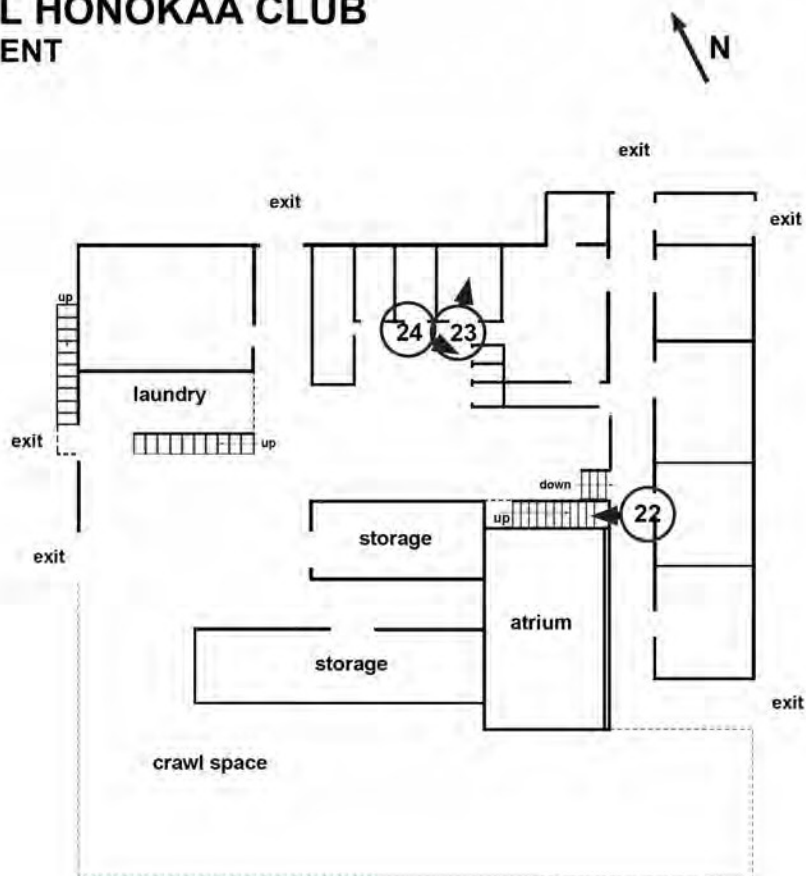 L HONOKAA CLUB
ENT
N
exit
exit
exit
up
24
23
laundry
exit
up
down
up
22
storage
exit
atrium
storage
exit
crawl space